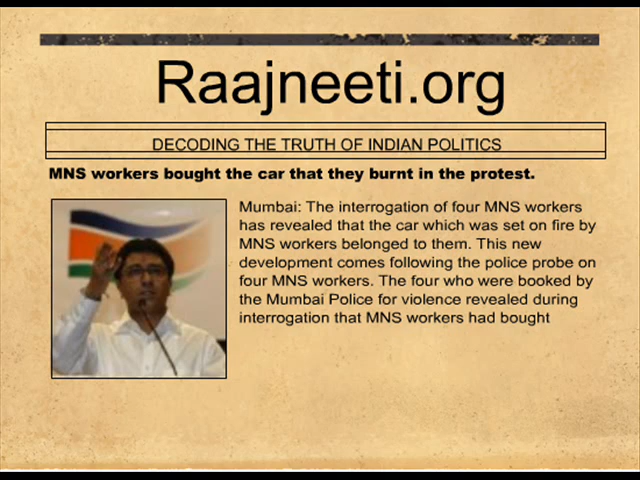 Raajneeti.org
DECODING THE TRUTH OF INDIAN POLITICS
MNS workers bought the car that they burnt in the protest.
Mumbai: The interrogation of four MNS workers
has revealed that the car which was set on fire by
MNS workers belonged to them. This new
development comes following the police probe on
four MNS workers. The four who were booked by
the Mumbai Police for violence revealed during
interrogation that MNS workers had bought